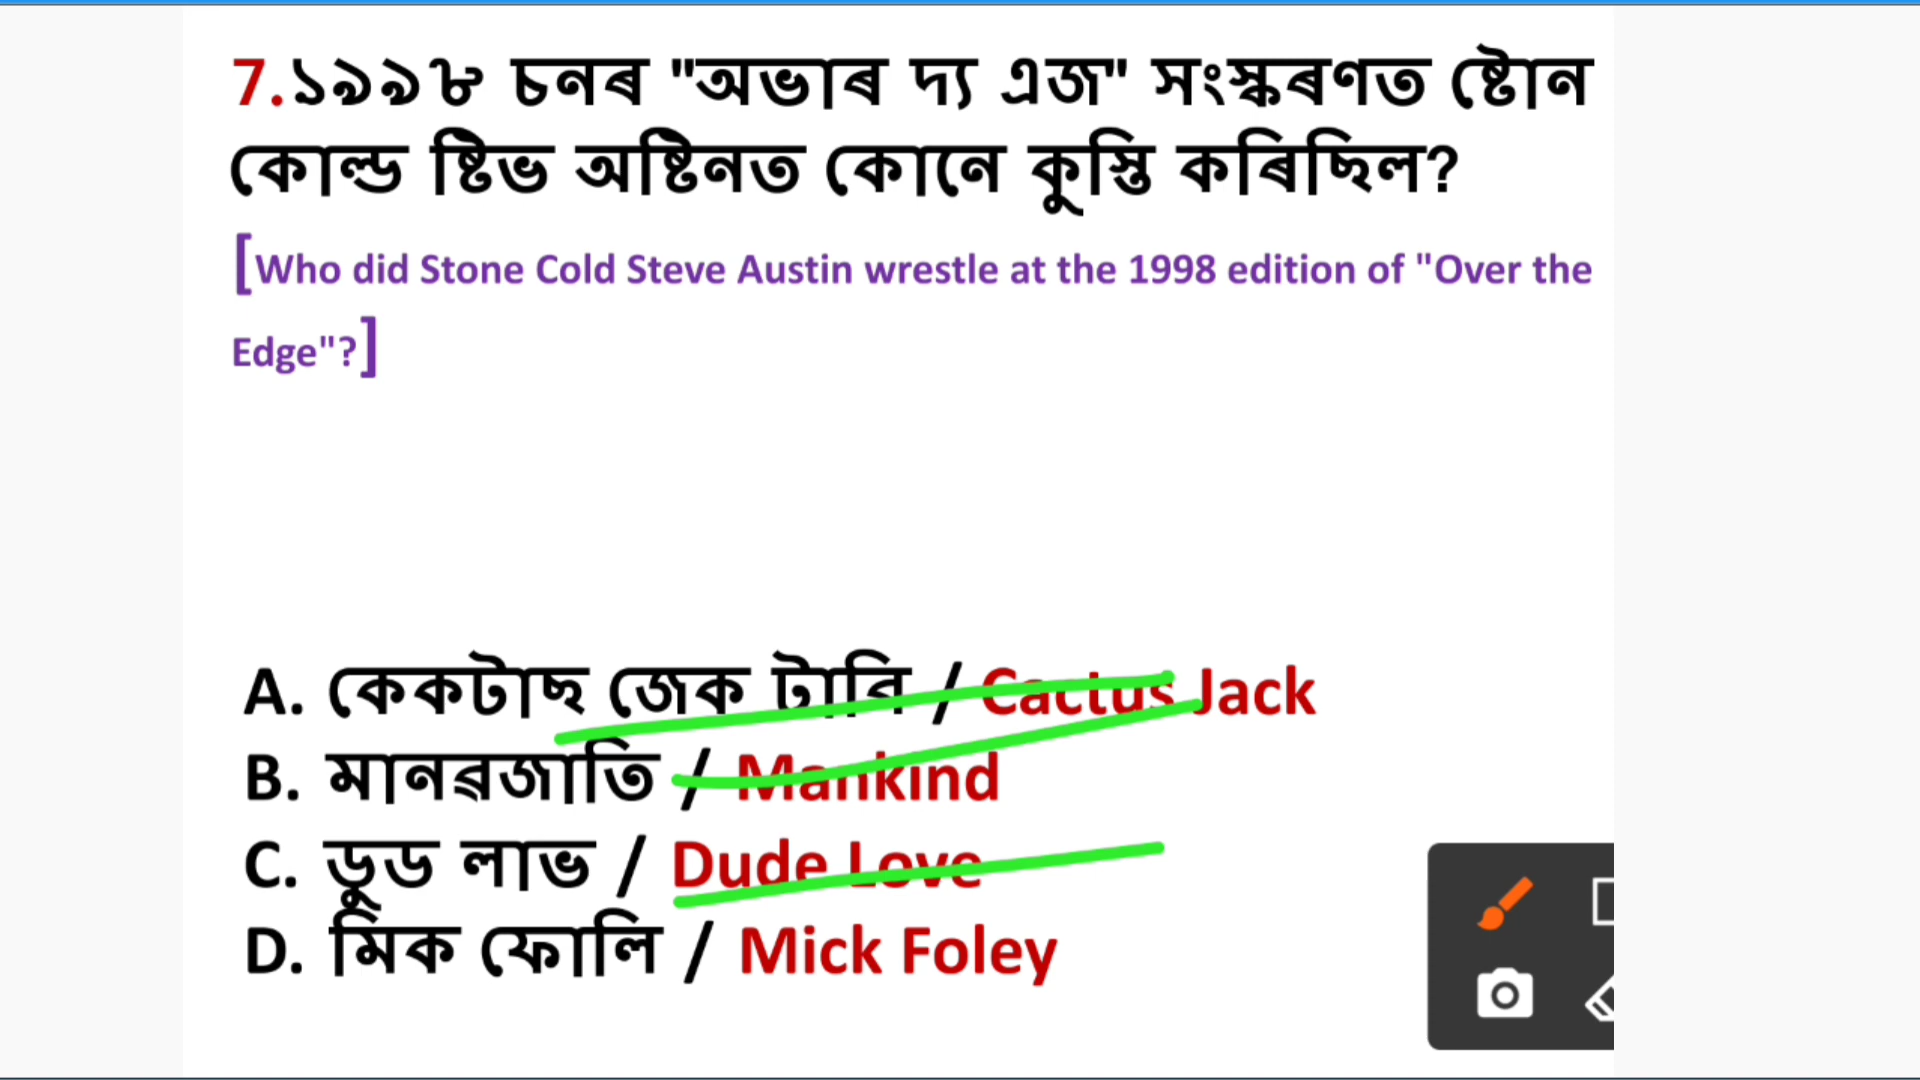 7.১৯৯৮ চনৰ "অভাৰ দ্য এজ" সংস্কৰণত ষ্টোন
কোল্ড ষ্টিভ অষ্টিনত কোনে কুস্তি কৰিছিল?
[Who did Stone Cold Steve Austin wrestle at the 1998 edition of "Over the
Edge"?]
A. কেকটাছ জেক টাৰি / Cactus Jack
B. মানৱজাতি / Mankind
C. ডুড লাভ / Dude Love
D. মিক ফোলি / Mick Foley